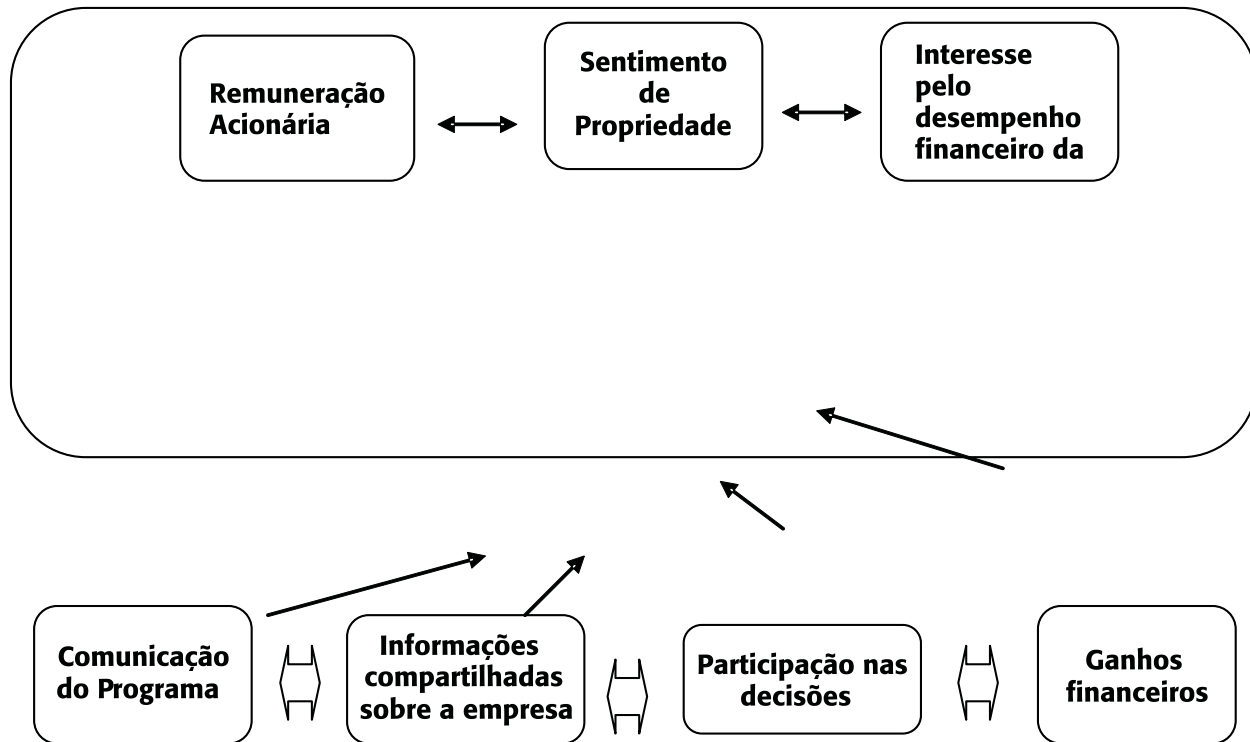 Remuneração
Acionária
Sentimento
de
Propriedade
Interesse
pelo
desempenho
financeiro da
Comunicação
do Programa
Informações
compartilhadas
sobre a empresa
Participação nas
decisões
Ganhos
financeiros